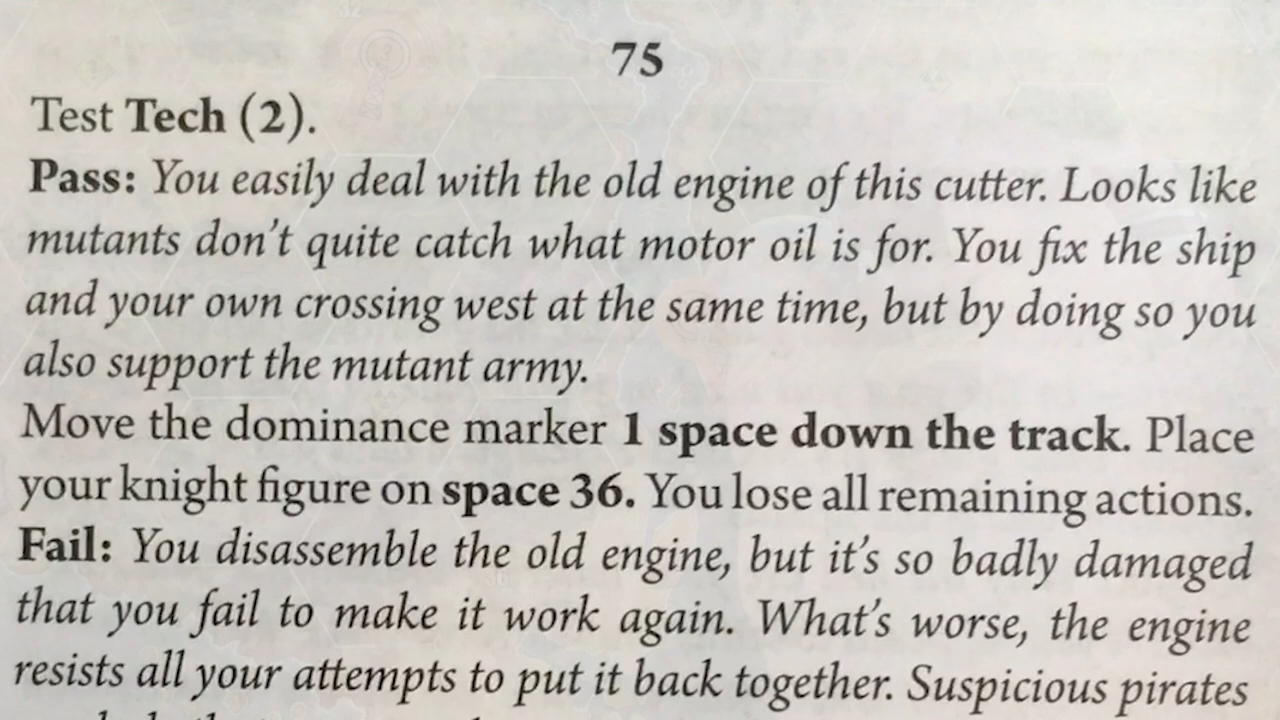 75
Test Tech (2).
Pass: You easily deal with the old engine of this cutter. Looks like
mutants don't quite catch what motor oil is for. You fix the ship
and your own crossing west at the same time, but by doing so you
also support the mutant army.
Move the dominance marker 1 space down the track. Place
your knight figure on space 36. You lose all remaining actions.
Fail: You disassemble the old engine, but it's so badly damaged
that you fail to make it work again. What's worse, the engine
resists all your attempts to put it back together. Suspicious pirates